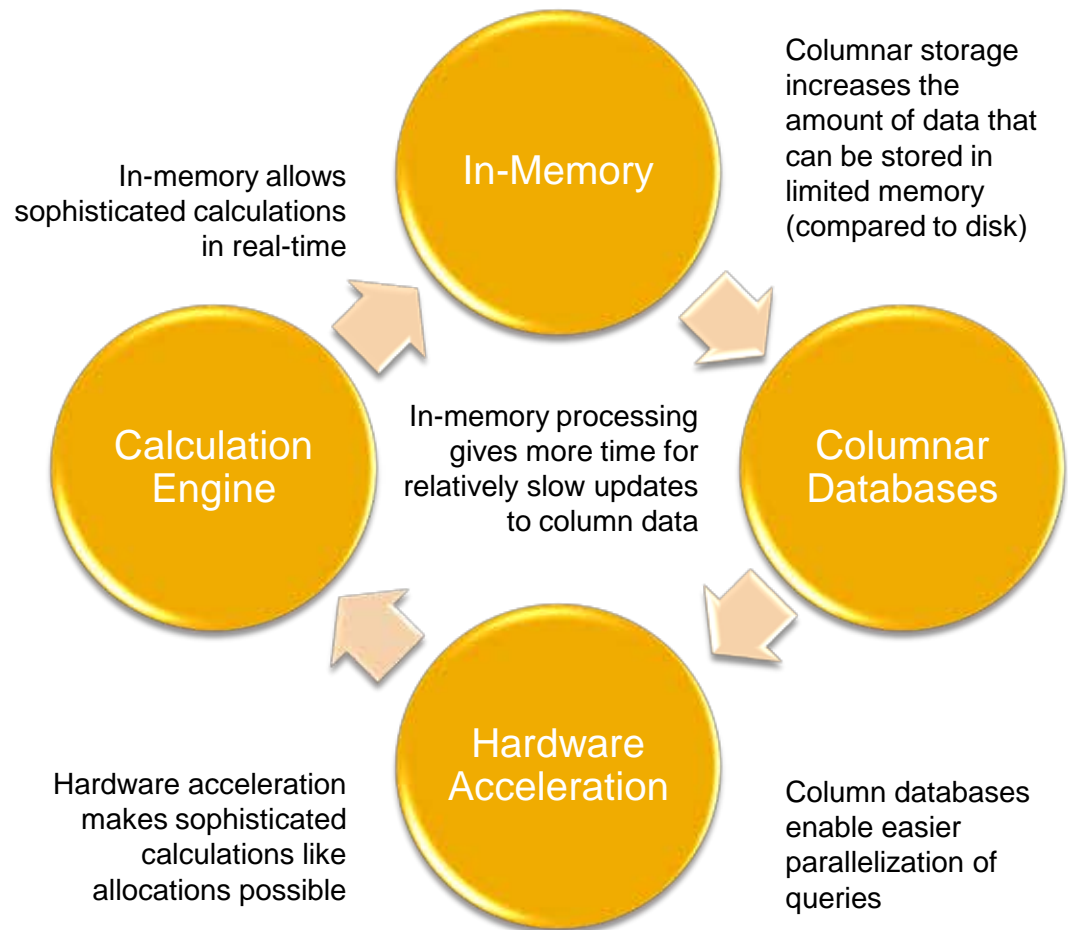 In-Memory
Columnar storage
increases the
amount of data that
can be stored in
limited memory
(compared to disk)
In-memory allows
sophisticated calculations
in real-time
Calculation
Engine
In-memory processing
gives more time for
relatively slow updates
to column data
Columnar
Databases
Hardware
Acceleration
Hardware acceleration
makes sophisticated
calculations like
allocations possible
Column databases
enable easier
parallelization of
queries